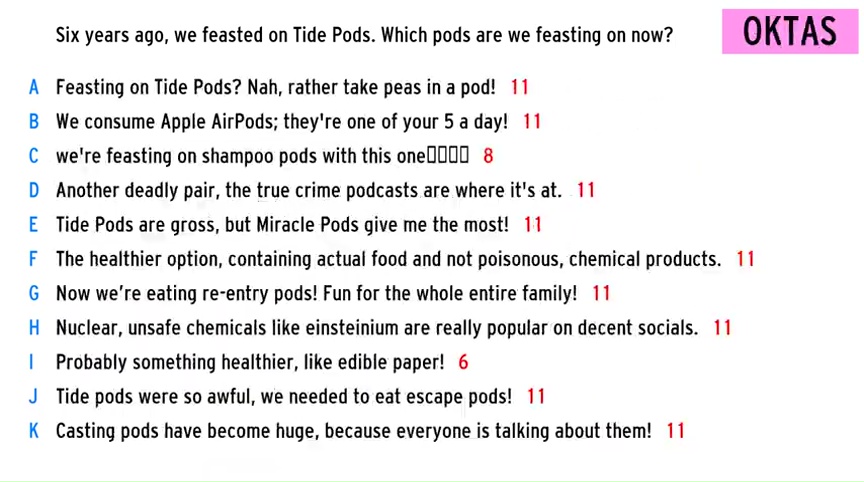 Six years ago, we feasted on Tide Pods. Which pods are we feasting on now?
OKTAS
A Feasting on Tide Pods? Nah, rather take peas in a pod! 11
B We consume Apple AirPods; they're one of your 5 a day! 11
C we're feasting on shampoo pods with this one▯▯▯▯ 8
D Another deadly pair, the true crime podcasts are where it's at. 11
E Tide Pods are gross, but Miracle Pods give me the most! 11
F The healthier option, containing actual food and not poisonous, chemical products. 11
G Now we’re eating re-entry pods! Fun for the whole entire family! 11
H Nuclear, unsafe chemicals like einsteinium are really popular on decent socials. 11
I Probably something healthier, like edible paper! 6
J Tide pods were so awful, we needed to eat escape pods! 11
K Casting pods have become huge, because everyone is talking about them! 11